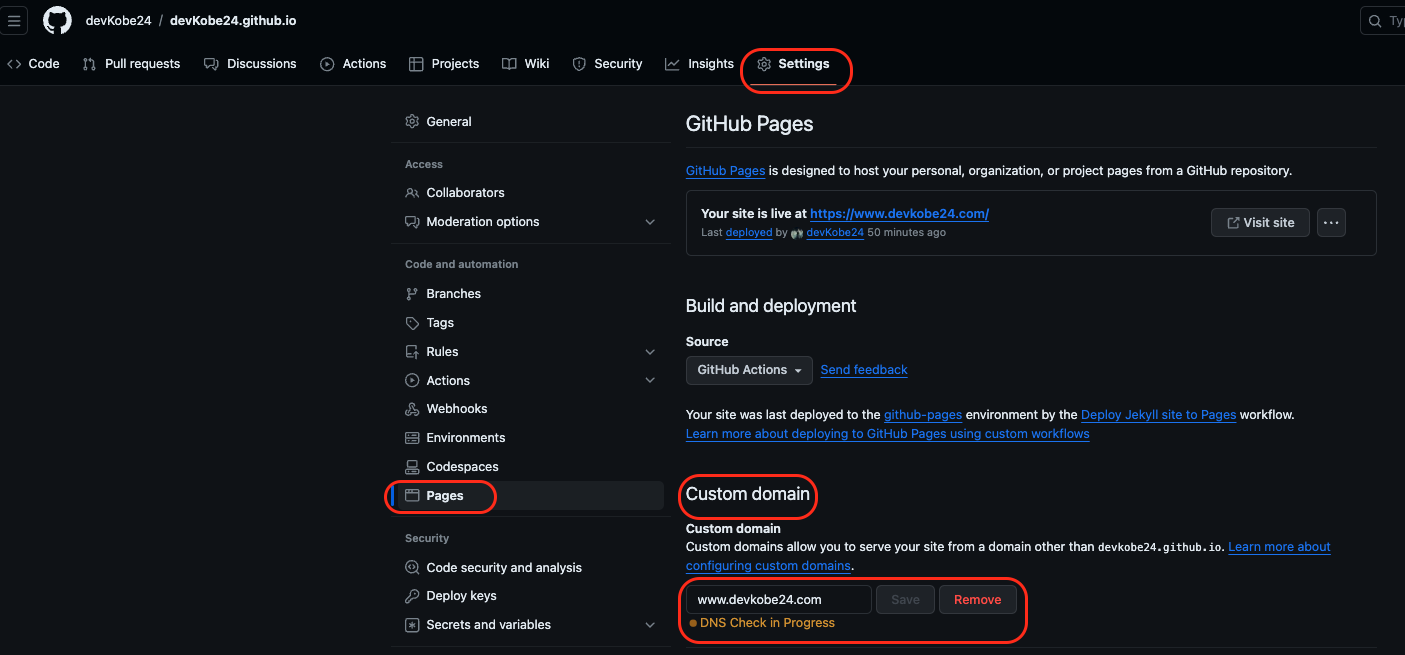 devKobe24 / devKobe24.github.io
Ty
Code Pull requests Discussions Actions Projects Wiki Security Insights Settings
General
Access
Collaborators
Moderation options
Code and automation
Branches
Tags
Rules
Actions
Webhooks
Environments
Codespaces
Pages
Security
Code security and analysis
Deploy keys
Secrets and variables
GitHub Pages
GitHub Pages is designed to host your personal, organization, or project pages from a GitHub repository.
Your site is live at https://www.devkobe24.com/
Last deployed by devKobe24 50 minutes ago
Visit site
Build and deployment
Source
GitHub Actions Send feedback
Your site was last deployed to the github-pages environment by the Deploy Jekyll site to Pages workflow.
Learn more about deploying to GitHub Pages using custom workflows
Custom domain
Custom domain
Custom domains allow you to serve your site from a domain other than devkobe24.github.io. Learn more about
configuring custom domains.
www.devkobe24.com Save Remove
DNS Check in Progress